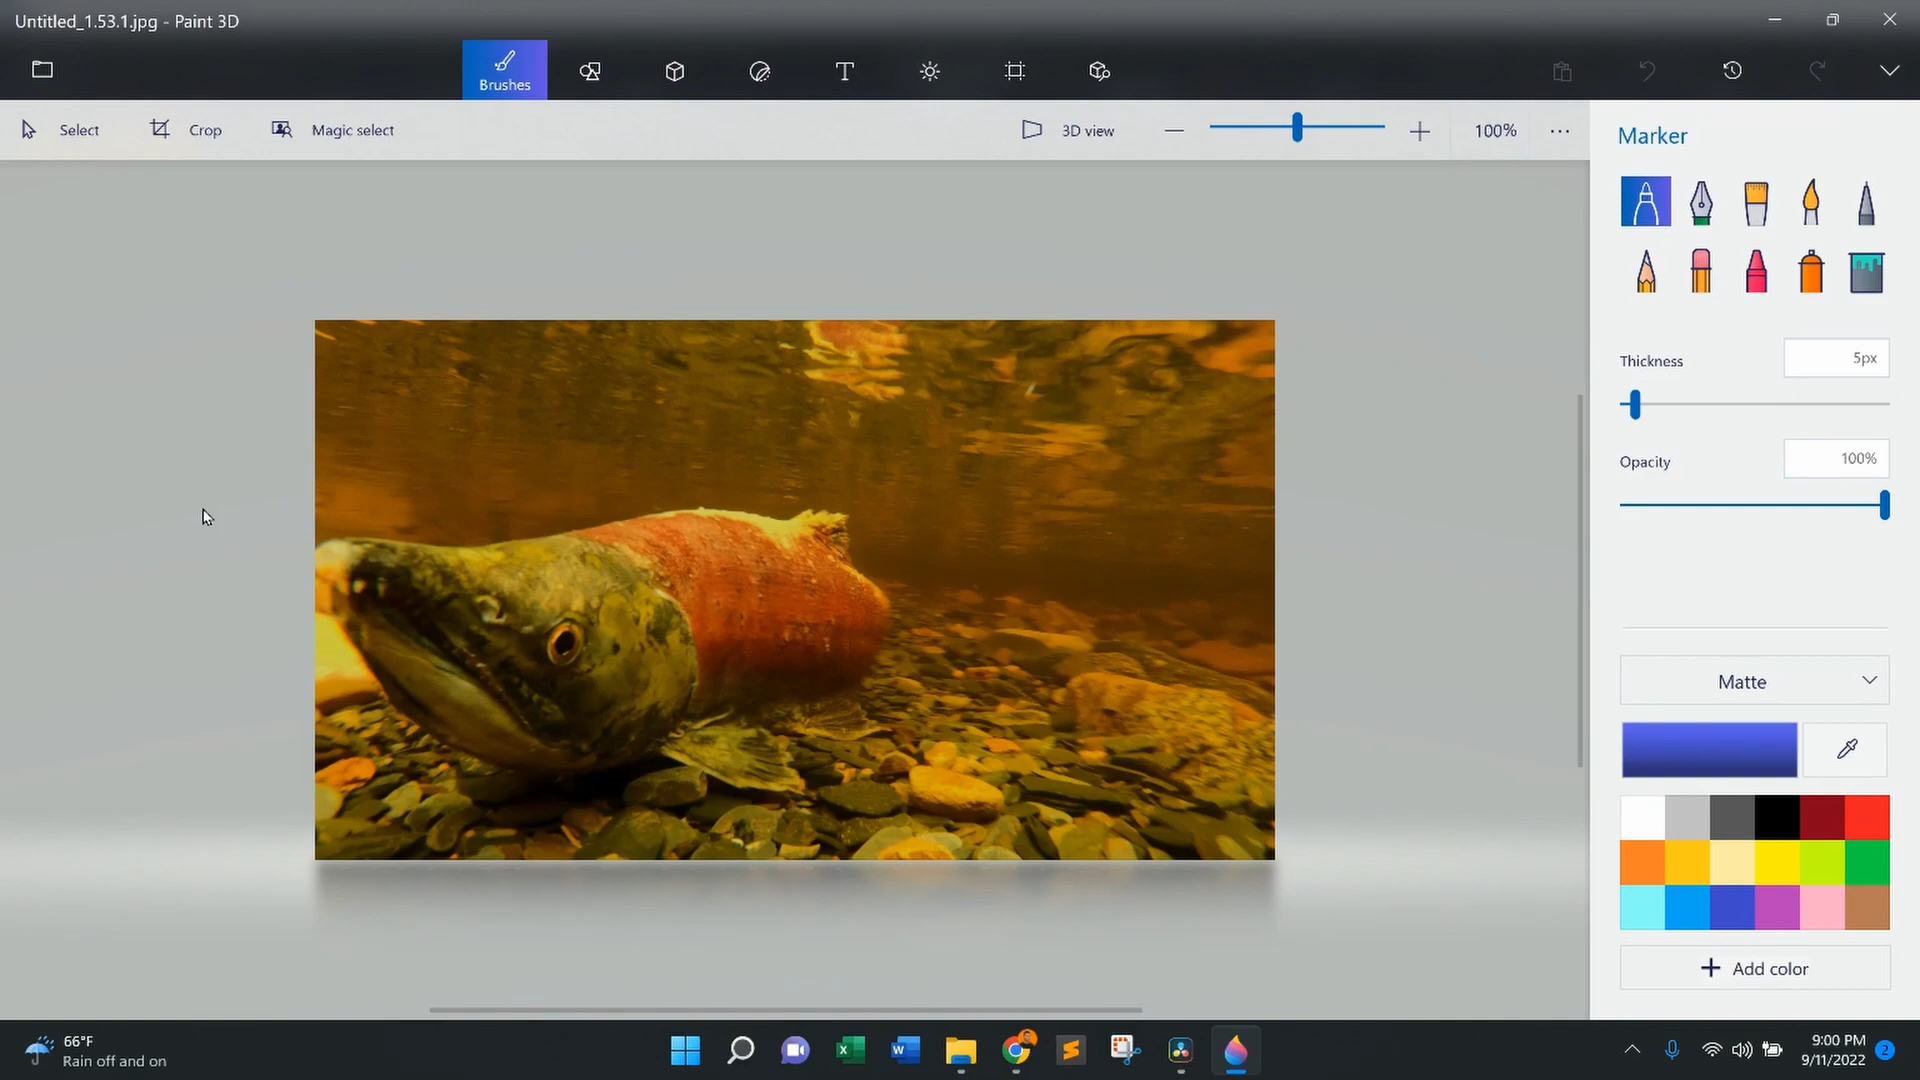 Untitled_1.53.1.jpg - Paint 3D
Brushes
Select
Crop
Magic select
3D view
100%
Marker
Thickness
5px
Opacity
100%
Matte
Add color
66°F
Rain off and on
9:00 PM
9/11/2022
2